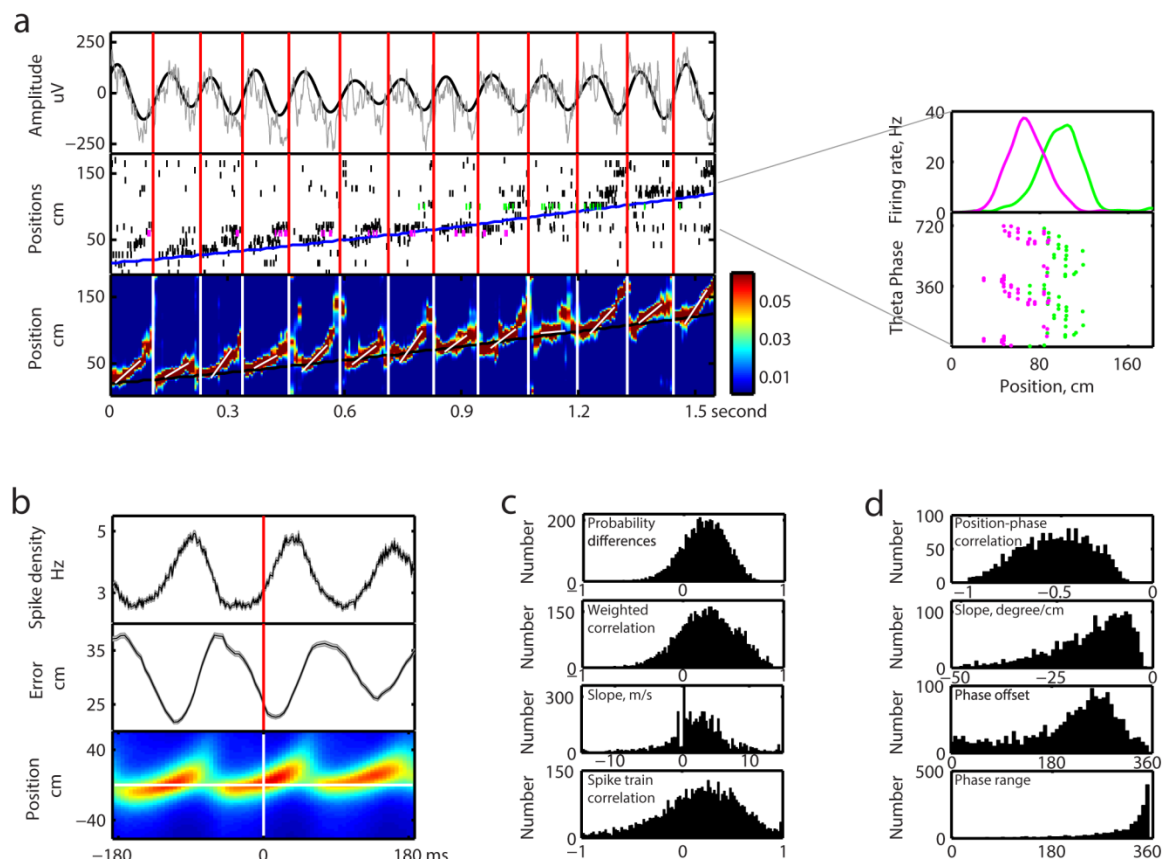 a
250
0
−250
Amplitude
uV
150
50
Positions
cm
150
50
Position
cm
0.05
0.03
0.01
0
0.3
0.6
0.9
1.2
1.5 second
40
20
0
Firing rate, Hz
720
360
Theta Phase
0
80
160
Position, cm
b
5
3
Spike density
Hz
35
25
Error
cm
40
−40
Position
cm
−180
0
180 ms
c
Number
200
0
Probability
differences
−1
0
1
Number
150
0
Weighted
correlation
−1
0
1
Number
300
0
Slope, m/s
−10
0
10
Number
150
0
Spike train
correlation
−1
0
1
d
Number
100
50
0
Position-phase
correlation
−1
−0.5
0
Number
100
0
Slope, degree/cm
−50
−25
0
Number
100
0
Phase offset
0
180
360
Number
500
0
Phase range
0
180
360